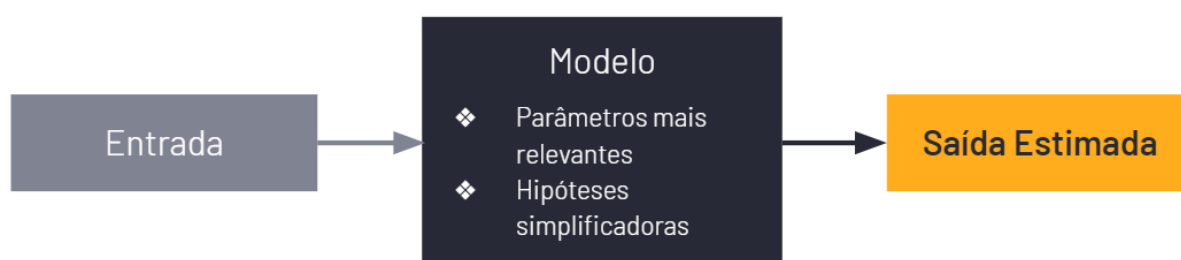 Entrada
Modelo
❖ Parâmetros mais
relevantes
❖ Hipóteses
simplificadoras
Saída Estimada